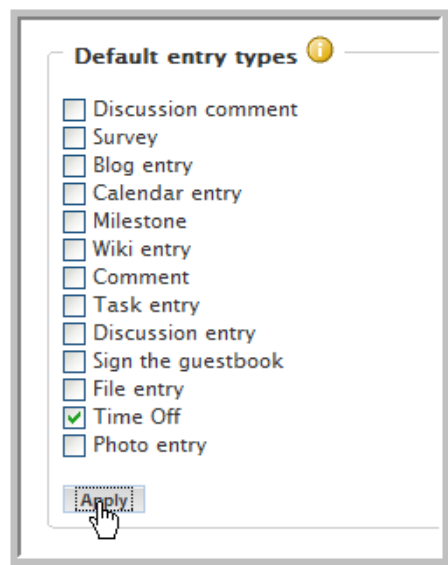 Default entry types
Discussion comment
Survey
Blog entry
Calendar entry
Milestone
Wiki entry
Comment
Task entry
Discussion entry
Sign the guestbook
File entry
Time Off
Photo entry
Apply